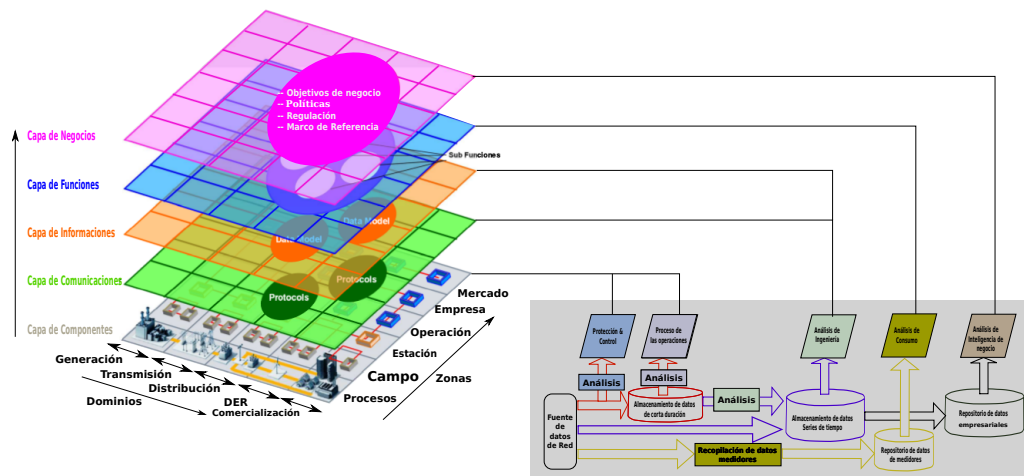 -- Objetivos de negocio
-- Políticas
-- Regulación
-- Marco de Referencia
Capa de Negocios
Sub Funciones
Capa de Funciones
Data Model
Data Model
Capa de Informaciones
Protocols
Protocols
Capa de Comunicaciones
Capa de Componentes
Mercado
Empresa
Operación
Estación
Campo
Procesos
Zonas
Generación
Transmisión
Distribución
DER
Comercialización
Dominios
Protección &
Control
Proceso de
las operaciones
Análisis de
Ingeniería
Análisis de
Consumo
Análisis de
Inteligencia de
negocio
Análisis
Análisis
Análisis
Fuente
de
datos
de Red
Almacenamiento de datos
de corta duración
Almacenamiento de datos
Series de tiempo
Repositorio de datos
empresariales
Recopilación de datos
medidores
Repositorio de datos
de medidores